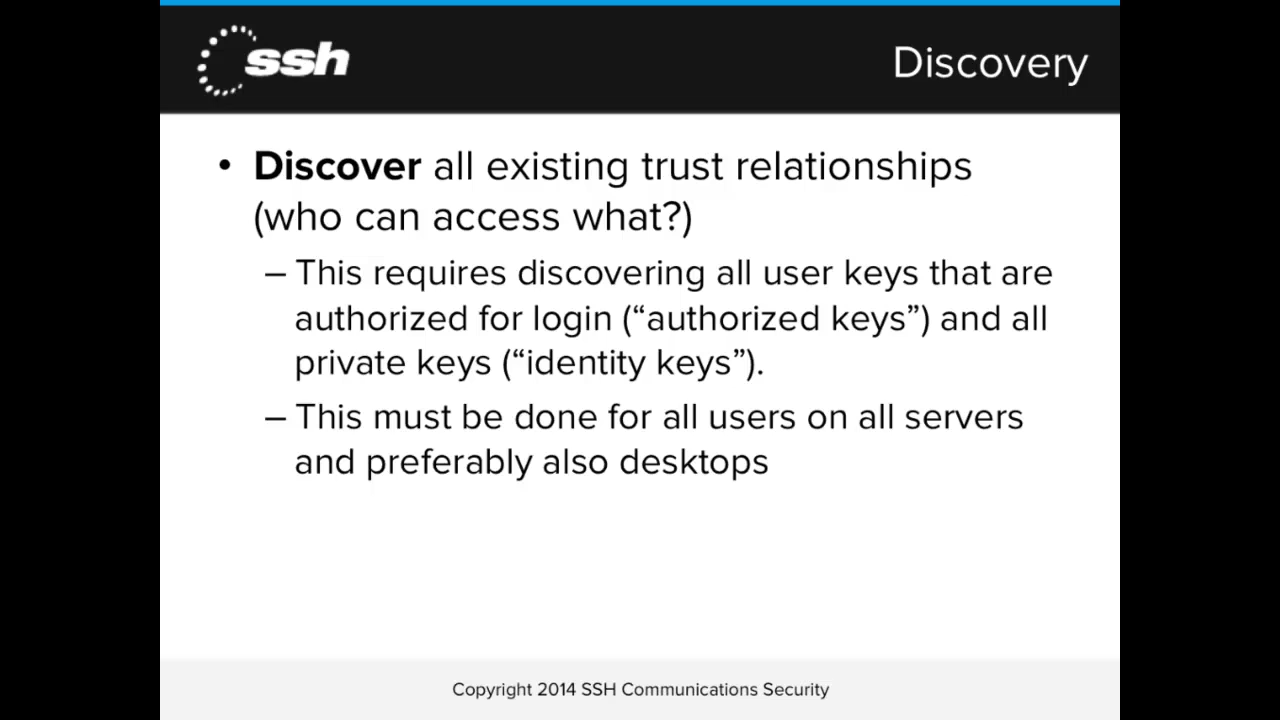 ssh
Discovery
• Discover all existing trust relationships
(who can access what?)
– This requires discovering all user keys that are
authorized for login (“authorized keys”) and all
private keys (“identity keys”).
– This must be done for all users on all servers
and preferably also desktops
Copyright 2014 SSH Communications Security